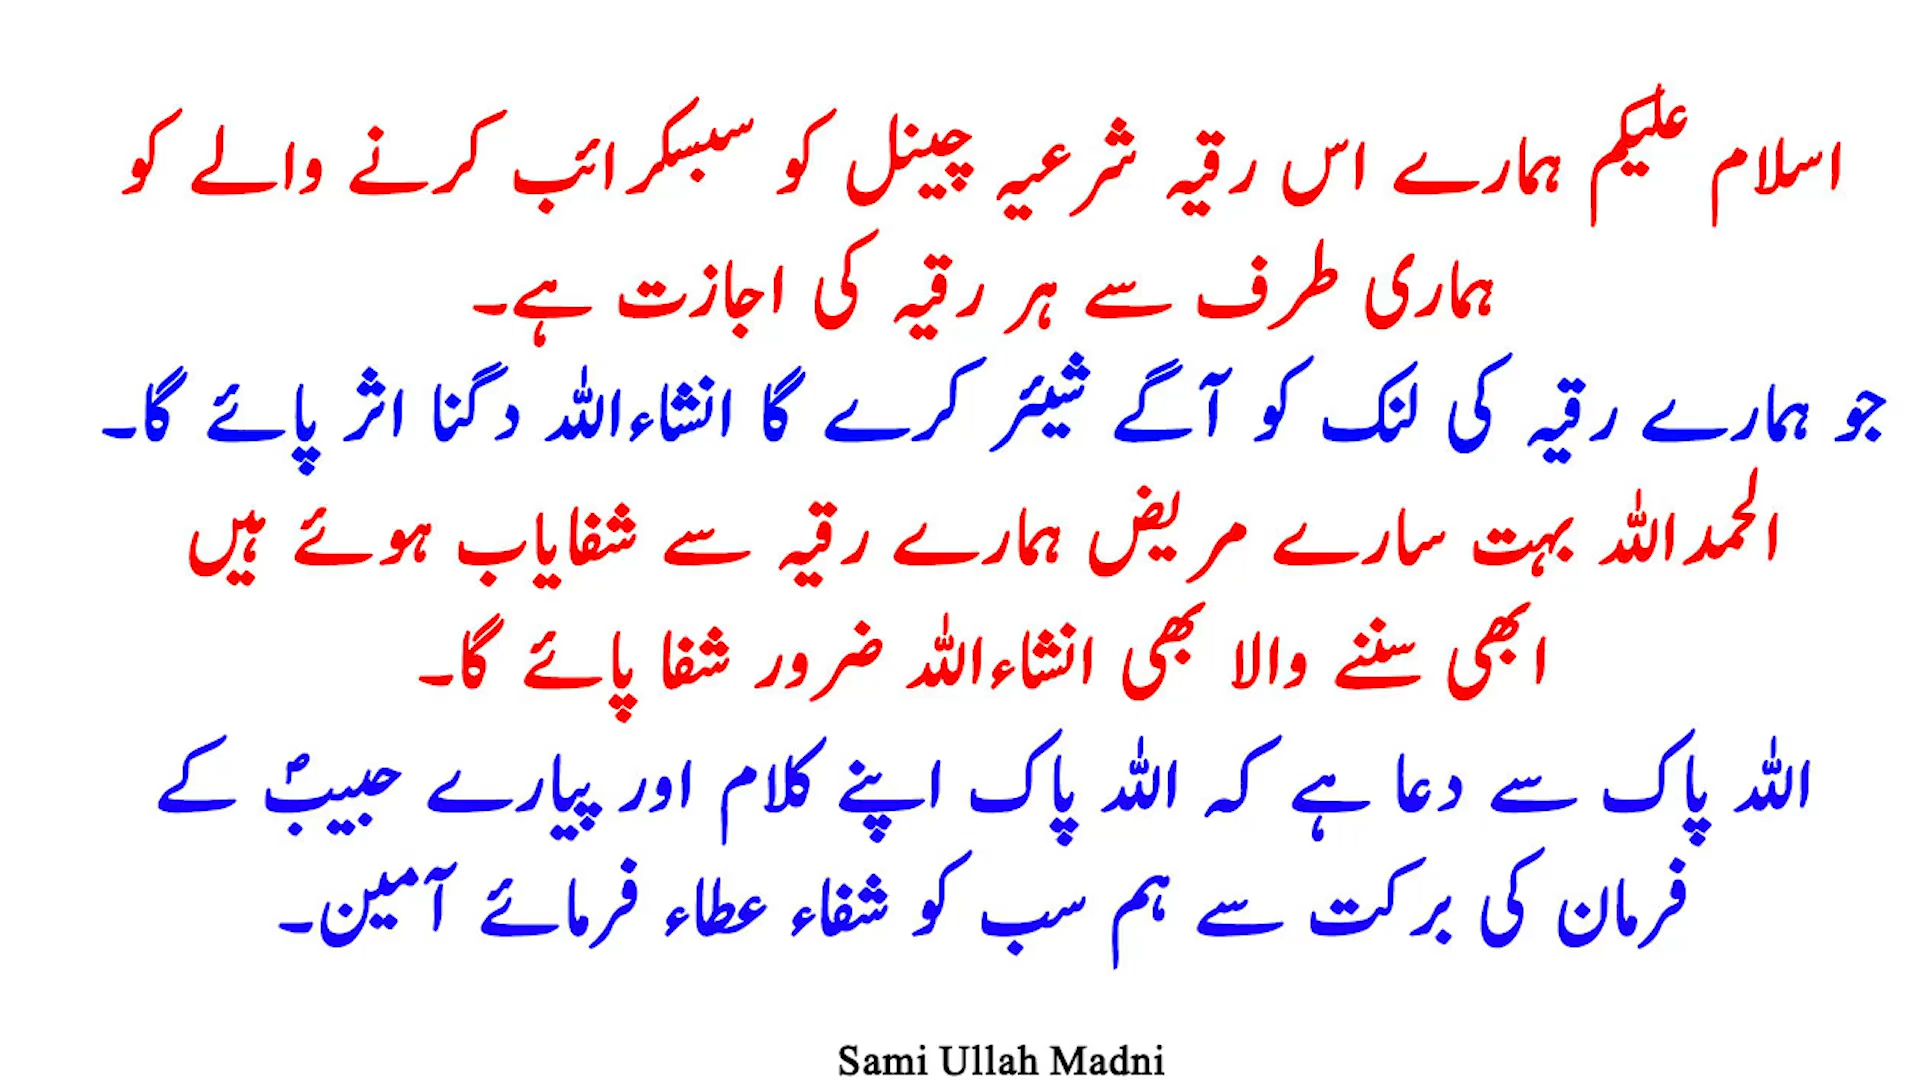 اسلام علیکم ہمارے اس رقیہ شرعیہ چینل کو سبسکرائب کرنے والے کو
ہماری طرف سے ہر رقیہ کی اجازت ہے۔
جو ہمارے رقیہ کی لنک کو آگے شیئر کرے گا انشاءاللہ دگنا اثر پائے گا۔
الحمداللہ بہت سارے مریض ہمارے رقیہ سے شفایاب ہوئے ہیں
ابھی سننے والا بھی انشاءاللہ ضرور شفا پائے گا۔
اللہ پاک سے دعا ہے کہ اللہ پاک اپنے کلام اور پیارے حبیبؐ کے
فرمان کی برکت سے ہم سب کو شفاء عطاء فرمائے آمین۔
Sami Ullah Madni